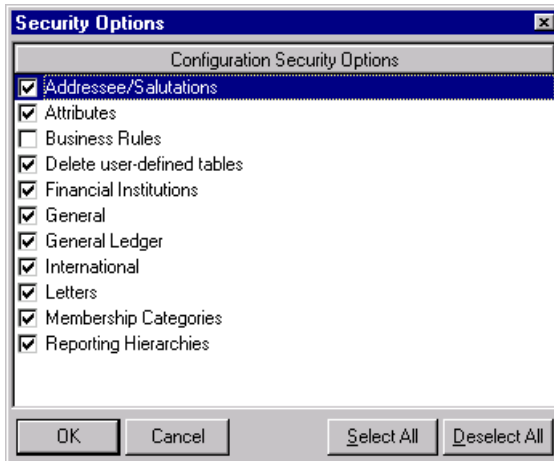 Security Options
Configuration Security Options
Addressee/Salutations
Attributes
Business Rules
Delete user-defined tables
Financial Institutions
General
General Ledger
International
Letters
Membership Categories
Reporting Hierarchies
OK Cancel Select All Deselect All